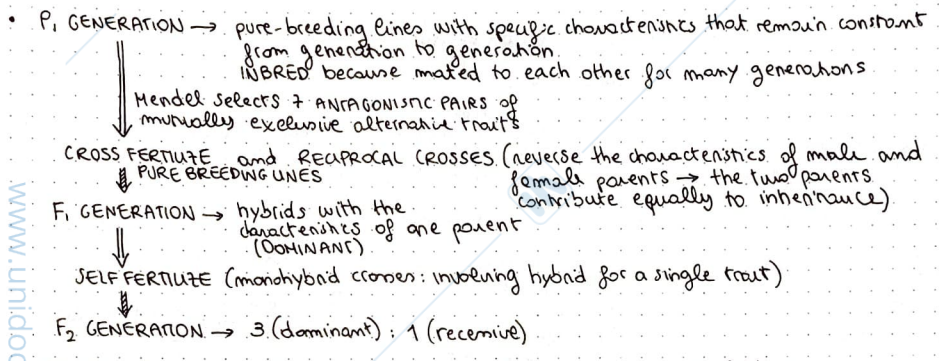 • P₁ GENERATION → pure-breeding lines with specific characteristics that remain constant
from generation to generation.
INBRED because mated to each other for many generations
Mendel selects 7 ANTAGONISTIC PAIRS of
mutually exclusive alternative traits
CROSS FERTILIZE and RECIPROCAL CROSSES (reverse the characteristics of male and
PURE BREEDING LINES female parents → the two parents
contribute equally to inheritance)
F₁ GENERATION → hybrids with the
characteristics of one parent
(DOMINANT)
SELF FERTILIZE (monohybrid crosses: involving hybrid for a single trait)
F₂ GENERATION → 3 (dominant) : 1 (recessive)
www.unidoc